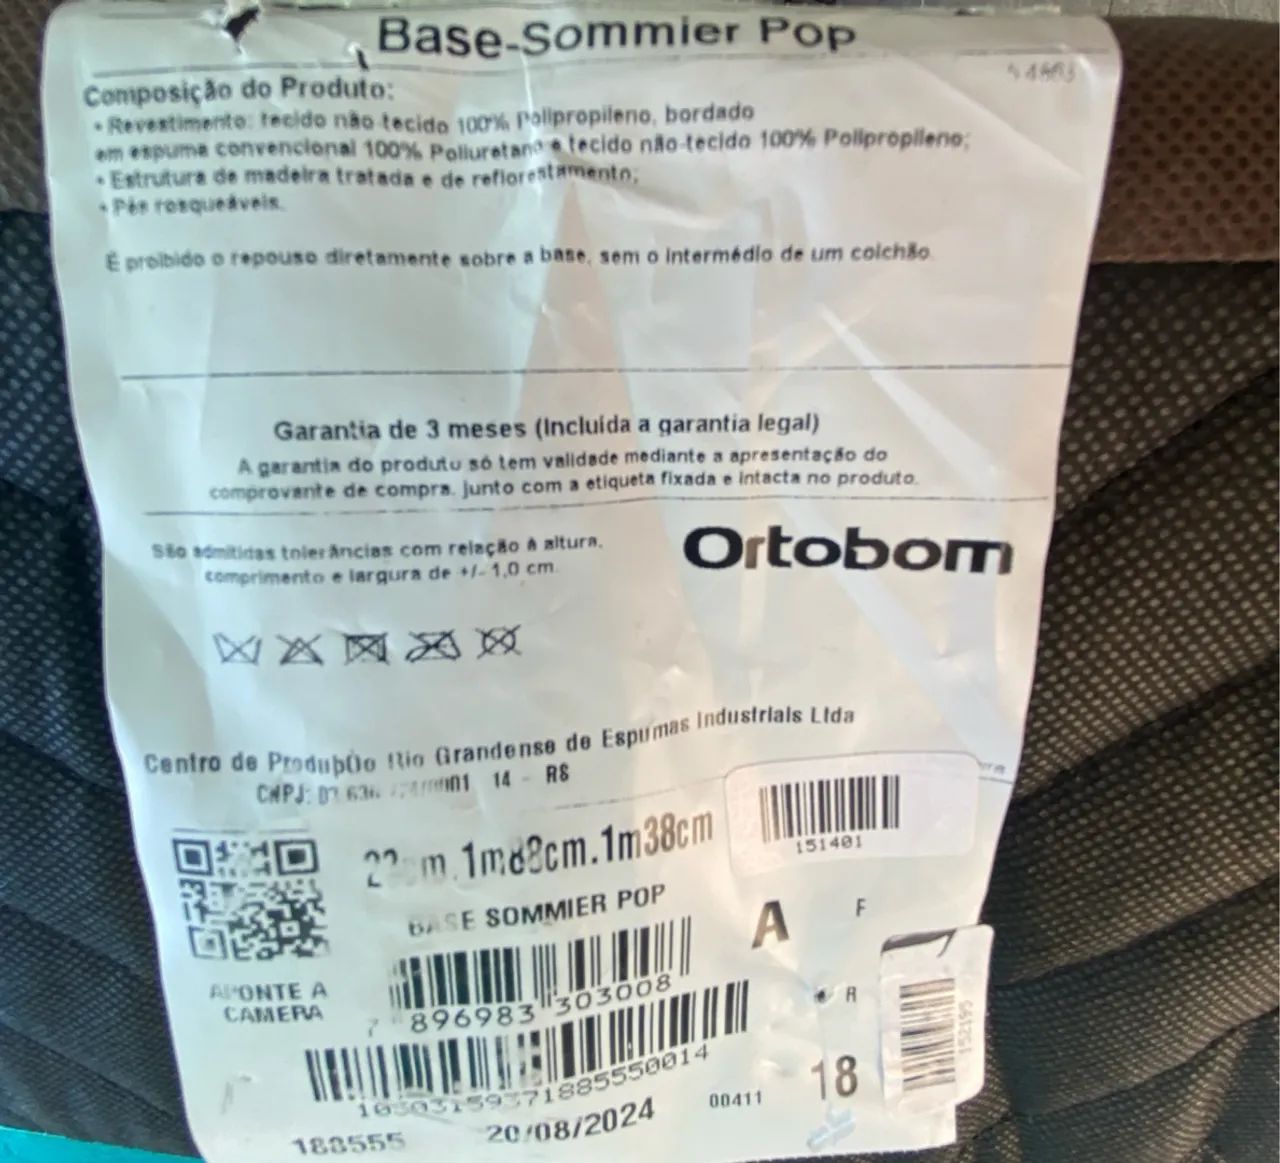 Base-Sommier Pop
Composição do Produto:
• Revestimento: tecido não tecido 100% Polipropileno, bordado
em espuma convencional 100% Poliuretano e tecido não-tecido 100% Polipropileno;
• Estrutura de madeira tratada e de reflorestamento;
• Pés rosqueáveis.
É proibido o repouso diretamente sobre a base, sem o intermédio de um colchão.
Garantia de 3 meses (Incluída a garantia legal)
A garantia do produto só tem validade mediante a apresentação do
comprovante de compra, junto com a etiqueta fixada e intacta no produto.
São admitidas tolerâncias com relação à altura,
comprimento e largura de +/- 1,0 cm.
Ortobom
Centro de Grandense de Espumas Industriais Ltda
CNPJ: 14 - RS
151401
1m38cm
BASE SOMMIER POP
A F
APONTE A
CAMERA
7 896983 303008
R
152195
18
188555
20/08/2024
00411